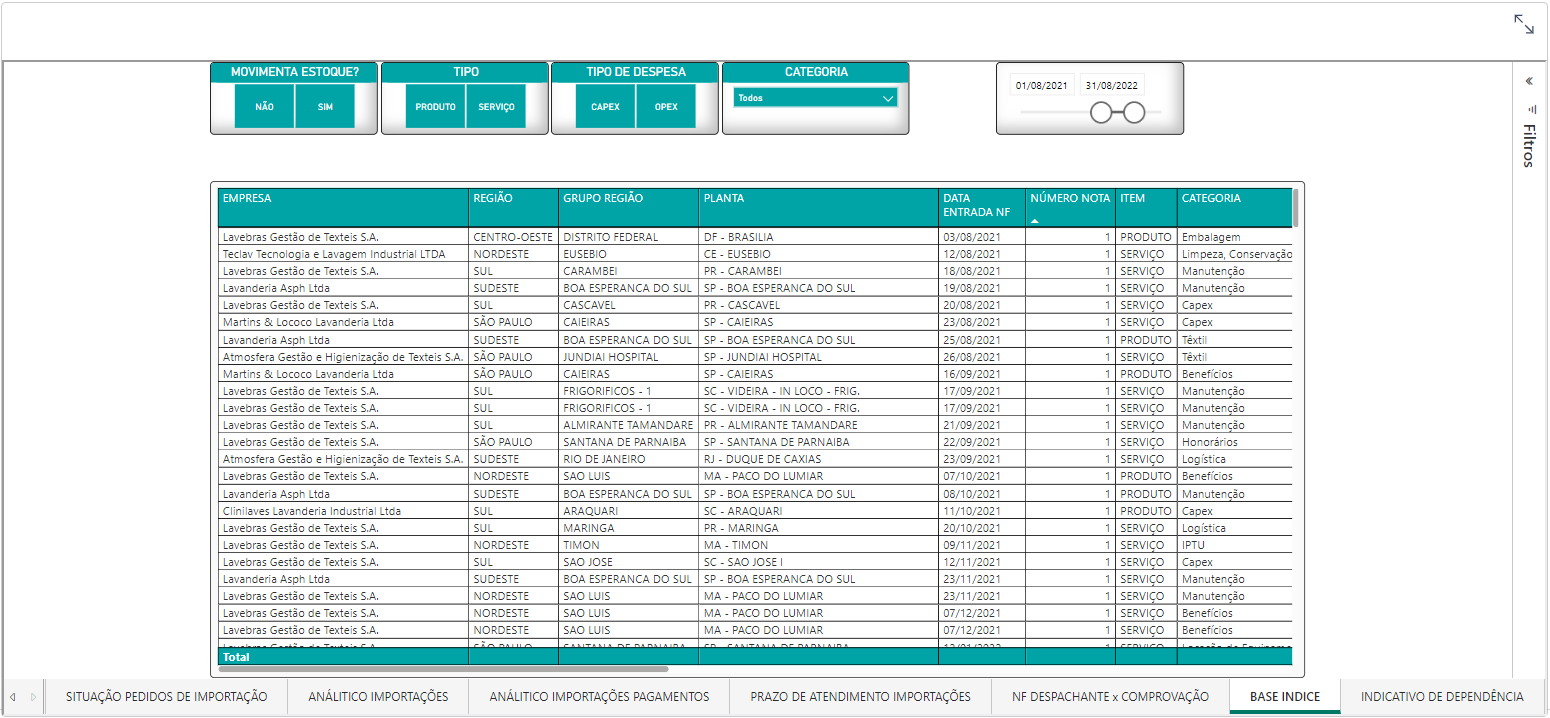 MOVIMENTA ESTOQUE? TIPO TIPO DE DESPESA CATEGORIA
NÃO SIM PRODUTO SERVIÇO CAPEX OPEX Todos
01/08/2021 31/08/2022
Filtros
EMPRESA REGIÃO GRUPO REGIÃO PLANTA DATA ENTRADA NF NÚMERO NOTA ITEM CATEGORIA
Lavebras Gestão de Texteis S.A. CENTRO-OESTE DISTRITO FEDERAL DF - BRASILIA 03/08/2021 1 PRODUTO Embalagem
Teclav Tecnologia e Lavagem Industrial LTDA NORDESTE EUSEBIO CE - EUSEBIO 12/08/2021 1 SERVIÇO Limpeza, Conservação
Lavebras Gestão de Texteis S.A. SUL CARAMBEI PR - CARAMBEI 18/08/2021 1 SERVIÇO Manutenção
Lavanderia Asph Ltda SUDESTE BOA ESPERANCA DO SUL SP - BOA ESPERANCA DO SUL 19/08/2021 1 SERVIÇO Manutenção
Lavebras Gestão de Texteis S.A. SUL CASCAVEL PR - CASCAVEL 20/08/2021 1 SERVIÇO Capex
Martins & Lococo Lavanderia Ltda SÃO PAULO CAIEIRAS SP - CAIEIRAS 23/08/2021 1 SERVIÇO Capex
Lavanderia Asph Ltda SUDESTE BOA ESPERANCA DO SUL SP - BOA ESPERANCA DO SUL 25/08/2021 1 PRODUTO Têxtil
Atmosfera Gestão e Higienização de Texteis S.A. SÃO PAULO JUNDIAI HOSPITAL SP - JUNDIAI HOSPITAL 26/08/2021 1 SERVIÇO Têxtil
Martins & Lococo Lavanderia Ltda SÃO PAULO CAIEIRAS SP - CAIEIRAS 16/09/2021 1 PRODUTO Benefícios
Lavebras Gestão de Texteis S.A. SUL FRIGORIFICOS - 1 SC - VIDEIRA - IN LOCO - FRIG. 17/09/2021 1 SERVIÇO Manutenção
Lavebras Gestão de Texteis S.A. SUL FRIGORIFICOS - 1 SC - VIDEIRA - IN LOCO - FRIG. 17/09/2021 1 SERVIÇO Manutenção
Lavebras Gestão de Texteis S.A. SUL ALMIRANTE TAMANDARE PR - ALMIRANTE TAMANDARE 21/09/2021 1 SERVIÇO Manutenção
Lavebras Gestão de Texteis S.A. SÃO PAULO SANTANA DE PARNAIBA SP - SANTANA DE PARNAIBA 22/09/2021 1 SERVIÇO Honorários
Atmosfera Gestão e Higienização de Texteis S.A. SUDESTE RIO DE JANEIRO RJ - DUQUE DE CAXIAS 23/09/2021 1 SERVIÇO Logística
Lavebras Gestão de Texteis S.A. NORDESTE SAO LUIS MA - PACO DO LUMIAR 07/10/2021 1 PRODUTO Benefícios
Lavanderia Asph Ltda SUDESTE BOA ESPERANCA DO SUL SP - BOA ESPERANCA DO SUL 08/10/2021 1 PRODUTO Manutenção
Clinilaves Lavanderia Industrial Ltda SUL ARAQUARI SC - ARAQUARI 11/10/2021 1 PRODUTO Capex
Lavebras Gestão de Texteis S.A. SUL MARINGA PR - MARINGA 20/10/2021 1 SERVIÇO Logística
Lavebras Gestão de Texteis S.A. NORDESTE TIMON MA - TIMON 09/11/2021 1 SERVIÇO IPTU
Lavebras Gestão de Texteis S.A. SUL SAO JOSE SC - SAO JOSE I 12/11/2021 1 SERVIÇO Capex
Lavanderia Asph Ltda SUDESTE BOA ESPERANCA DO SUL SP - BOA ESPERANCA DO SUL 23/11/2021 1 SERVIÇO Manutenção
Lavebras Gestão de Texteis S.A. NORDESTE SAO LUIS MA - PACO DO LUMIAR 23/11/2021 1 SERVIÇO Manutenção
Lavebras Gestão de Texteis S.A. NORDESTE SAO LUIS MA - PACO DO LUMIAR 07/12/2021 1 SERVIÇO Benefícios
Lavebras Gestão de Texteis S.A. NORDESTE SAO LUIS MA - PACO DO LUMIAR 07/12/2021 1 SERVIÇO Benefícios
Total
SITUAÇÃO PEDIDOS DE IMPORTAÇÃO ANÁLITICO IMPORTAÇÕES ANÁLITICO IMPORTAÇÕES PAGAMENTOS PRAZO DE ATENDIMENTO IMPORTAÇÕES NF DESPACHANTE x COMPROVAÇÃO BASE INDICE INDICATIVO DE DEPENDÊNCIA